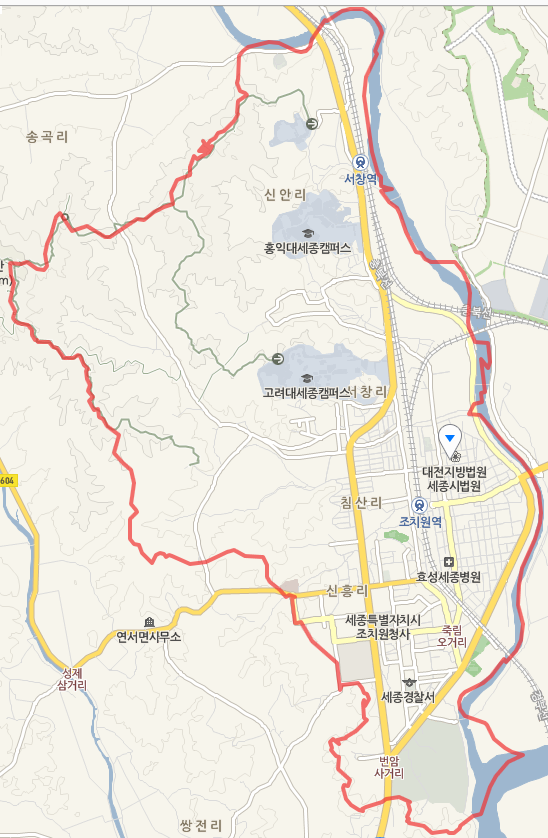 송곡리
서창역
신안리
홍익대세종캠퍼스
충북선
고려대세종캠퍼스
서창리
대전지방법원
세종시법원
604
침산리
조치원역
효성세종병원
신흥리
세종특별자치시
조치원청사
연서면사무소
죽림
오거리
성제
삼거리
세종경찰서
번암
사거리
쌍전리